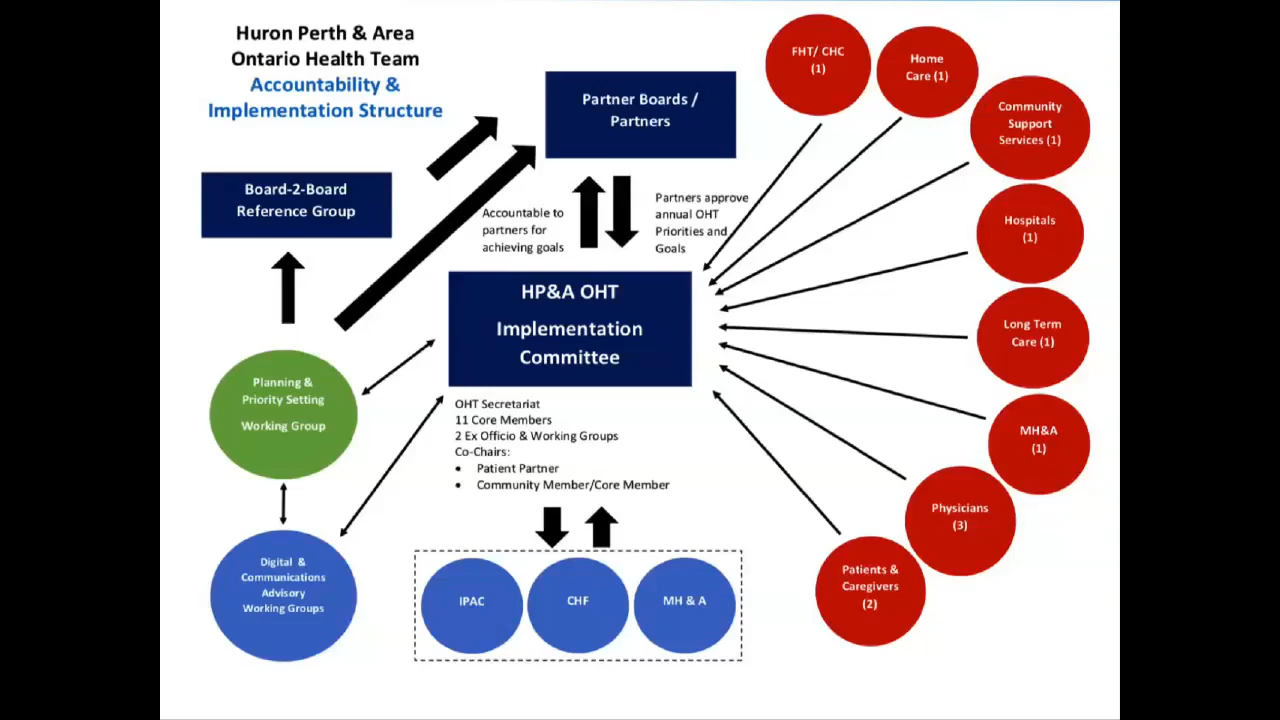 Huron Perth & Area
Ontario Health Team
Accountability &
Implementation Structure
Partner Boards /
Partners
Board-2-Board
Reference Group
Accountable to
partners for
achieving goals
Partners approve
annual OHT
Priorities and
Goals
HP&A OHT
Implementation
Committee
Planning &
Priority Setting
Working Group
OHT Secretariat
11 Core Members
2 Ex Officio & Working Groups
Co-Chairs:
• Patient Partner
• Community Member/Core Member
Digital &
Communications
Advisory
Working Groups
IPAC
CHF
MH & A
FHT/ CHC
(1)
Home
Care (1)
Community
Support
Services (1)
Hospitals
(1)
Long Term
Care (1)
MH&A
(1)
Physicians
(3)
Patients &
Caregivers
(2)